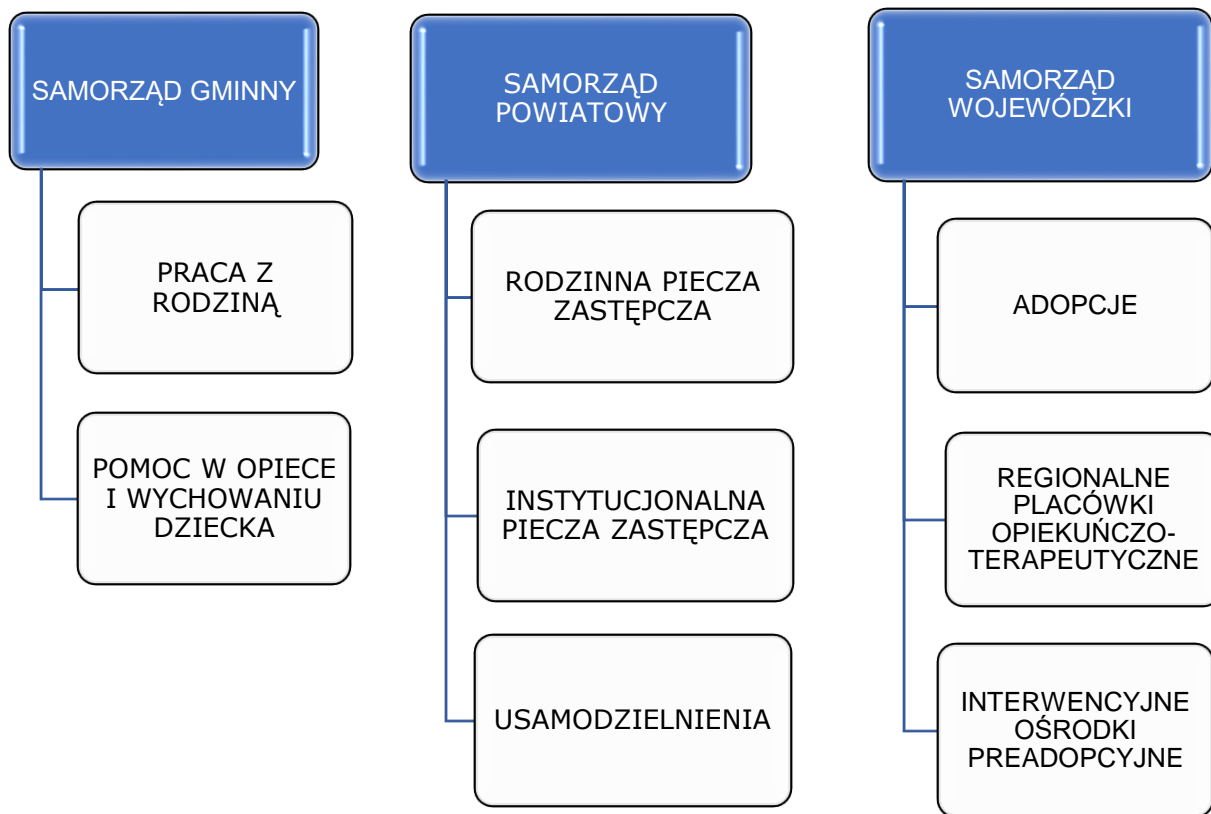 SAMORZĄD GMINNY
PRACA Z
RODZINĄ
POMOC W OPIECE
I WYCHOWANIU
DZIECKA
SAMORZĄD
POWIATOWY
RODZINNA PIECZA
ZASTĘPCZA
INSTYTUCJONALNA
PIECZA ZASTĘPCZA
USAMODZIELNIENIA
SAMORZĄD
WOJEWÓDZKI
ADOPCJE
REGIONALNE
PLACÓWKI
OPIEKUŃCZO-
TERAPEUTYCZNE
INTERWENCYJNE
OŚRODKI
PREADOPCYJNE